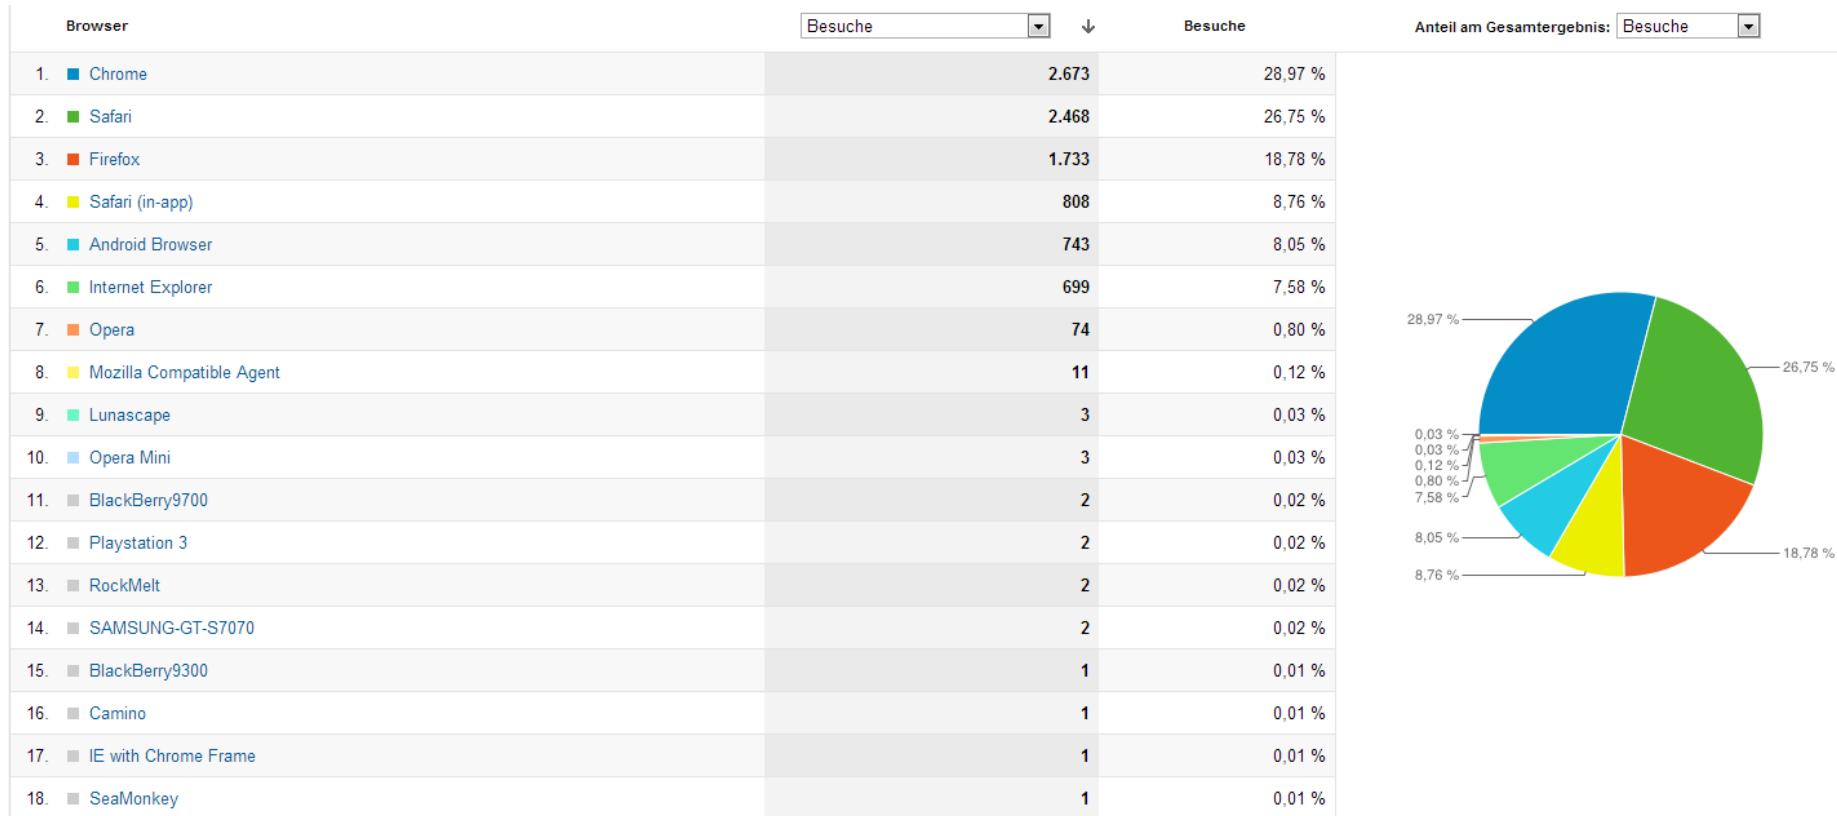 Browser Besuche Besuche Anteil am Gesamtergebnis: Besuche
1. Chrome 2.673 28,97 %
2. Safari 2.468 26,75 %
3. Firefox 1.733 18,78 %
4. Safari (in-app) 808 8,76 %
5. Android Browser 743 8,05 %
6. Internet Explorer 699 7,58 %
7. Opera 74 0,80 %
8. Mozilla Compatible Agent 11 0,12 %
9. Lunascape 3 0,03 %
10. Opera Mini 3 0,03 %
11. BlackBerry9700 2 0,02 %
12. Playstation 3 2 0,02 %
13. RockMelt 2 0,02 %
14. SAMSUNG-GT-S7070 2 0,02 %
15. BlackBerry9300 1 0,01 %
16. Camino 1 0,01 %
17. IE with Chrome Frame 1 0,01 %
18. SeaMonkey 1 0,01 %
28,97 %
26,75 %
0,03 %
0,03 %
0,12 %
0,80 %
7,58 %
8,05 %
18,78 %
8,76 %